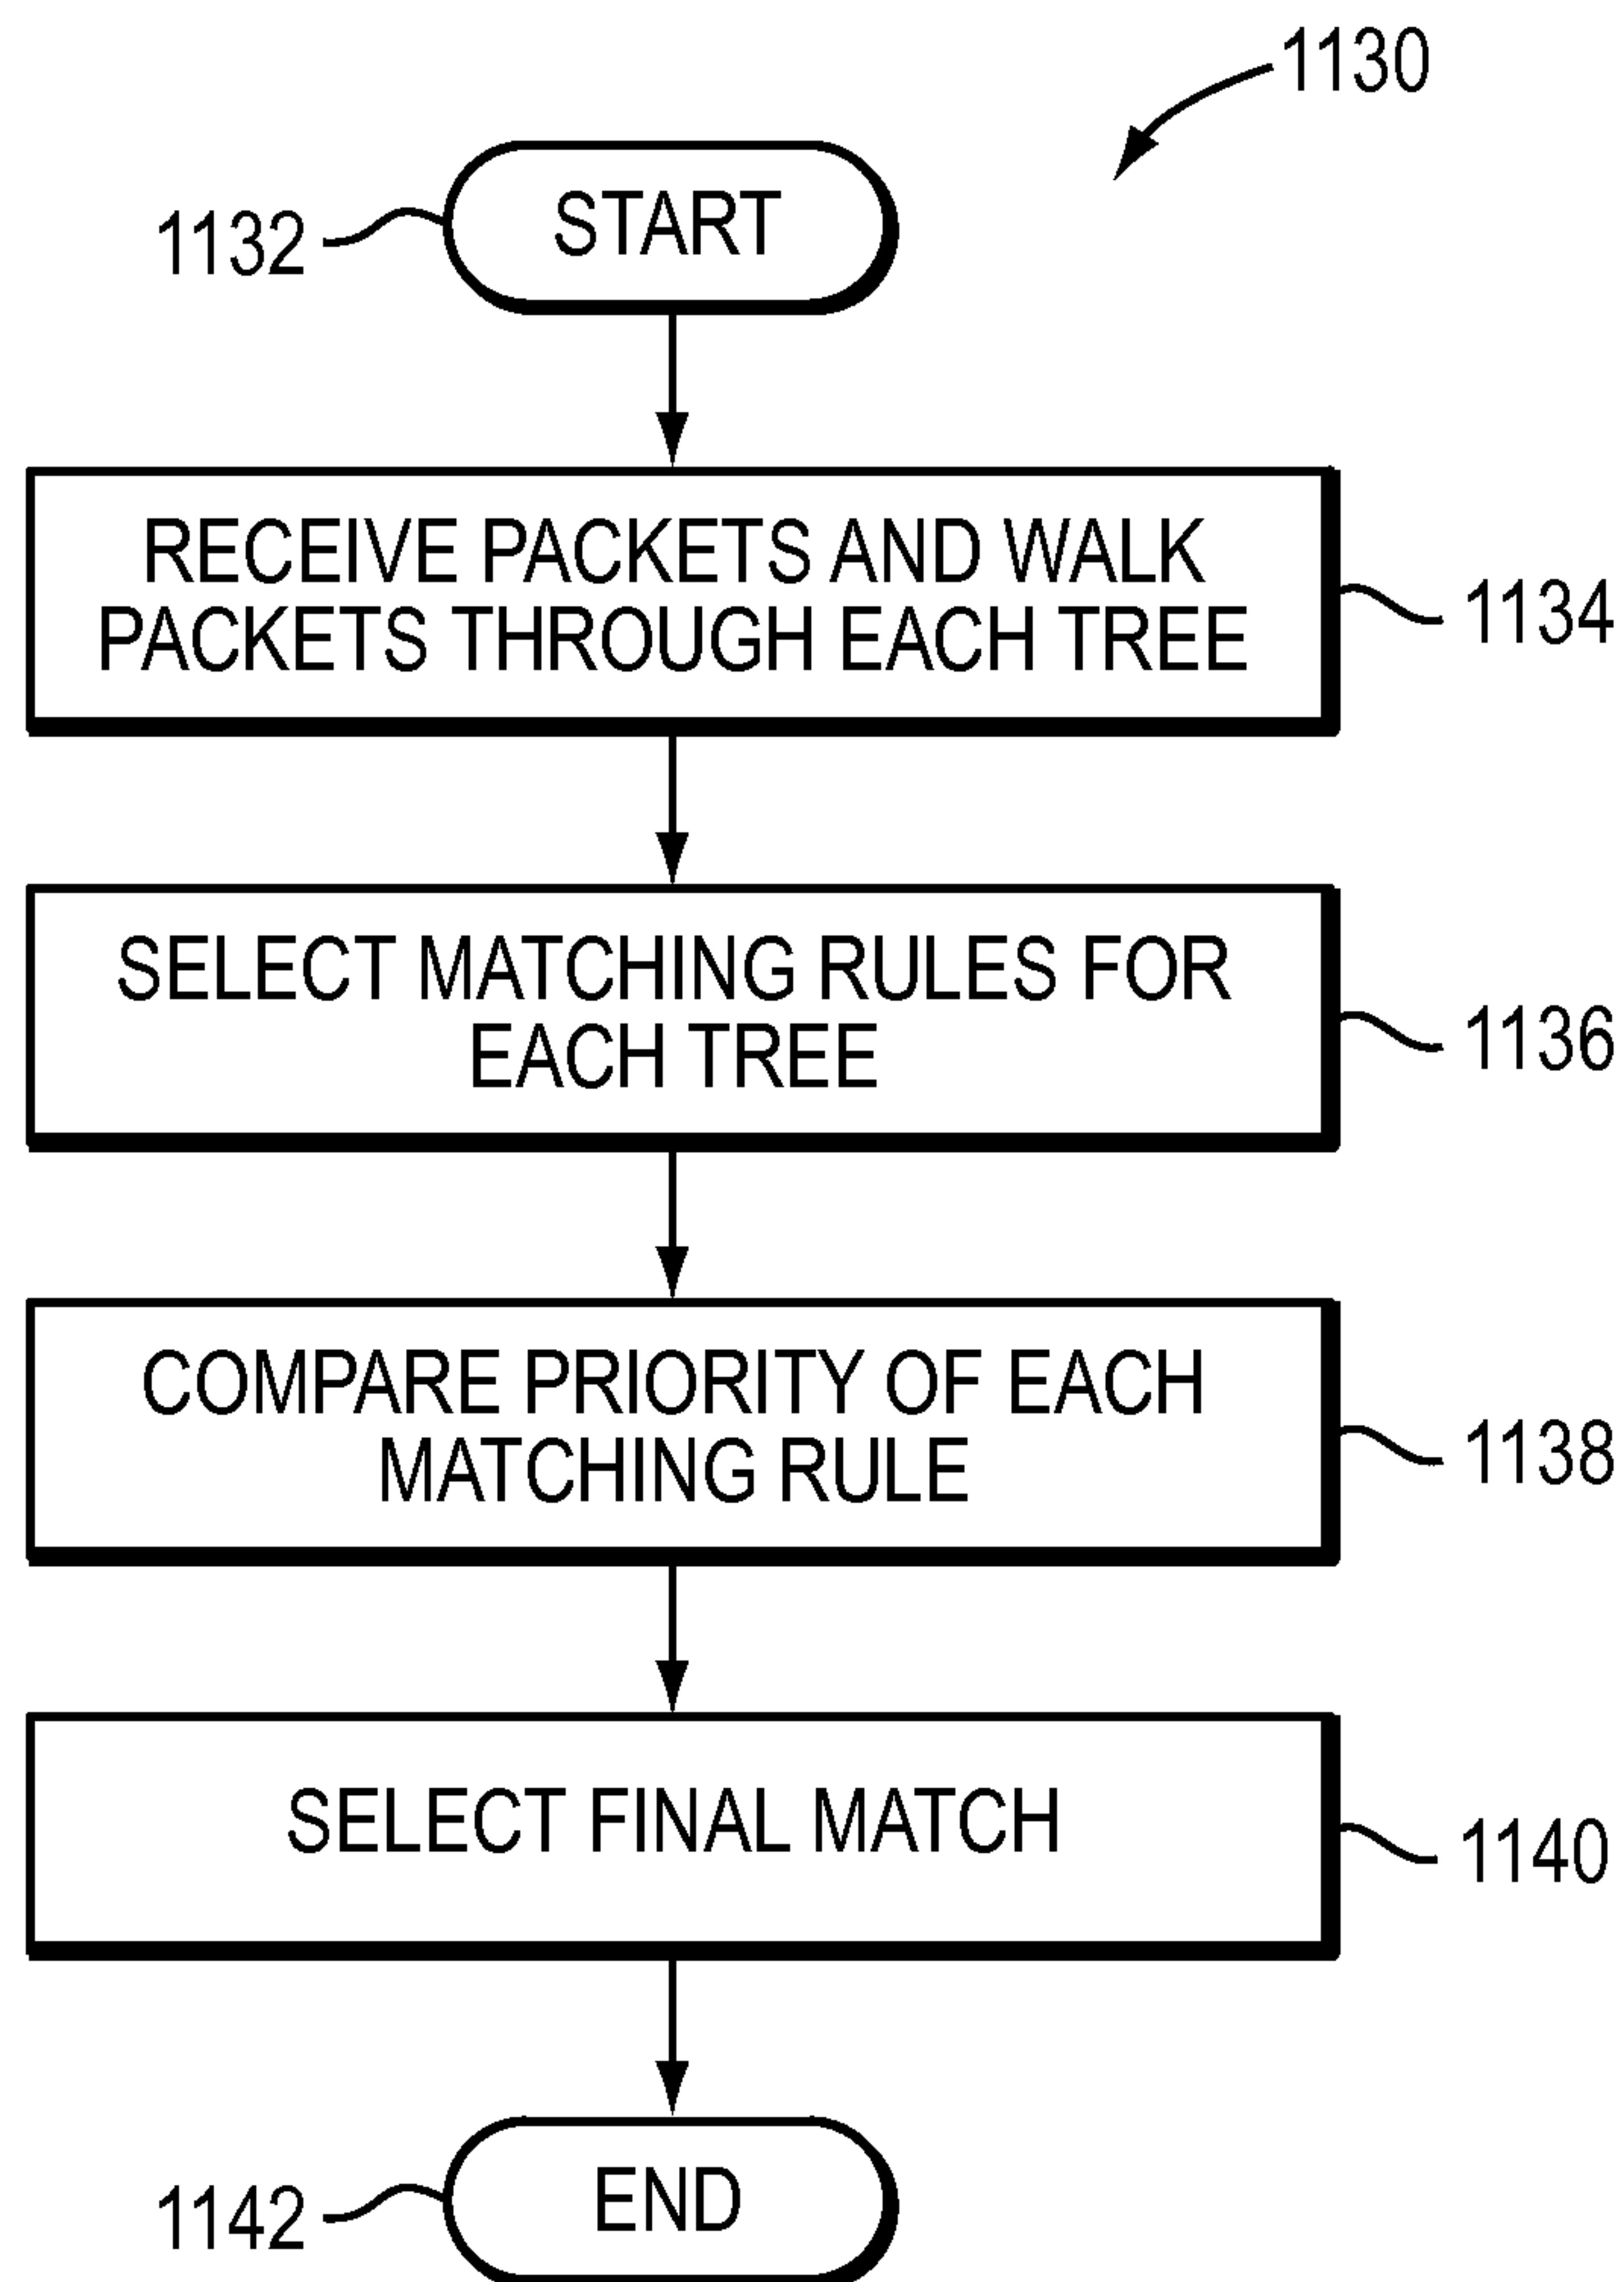 1130
START
1132
RECEIVE PACKETS AND WALK
PACKETS THROUGH EACH TREE
1134
SELECT MATCHING RULES FOR
EACH TREE
1136
COMPARE PRIORITY OF EACH
MATCHING RULE
1138
SELECT FINAL MATCH
1140
END
1142